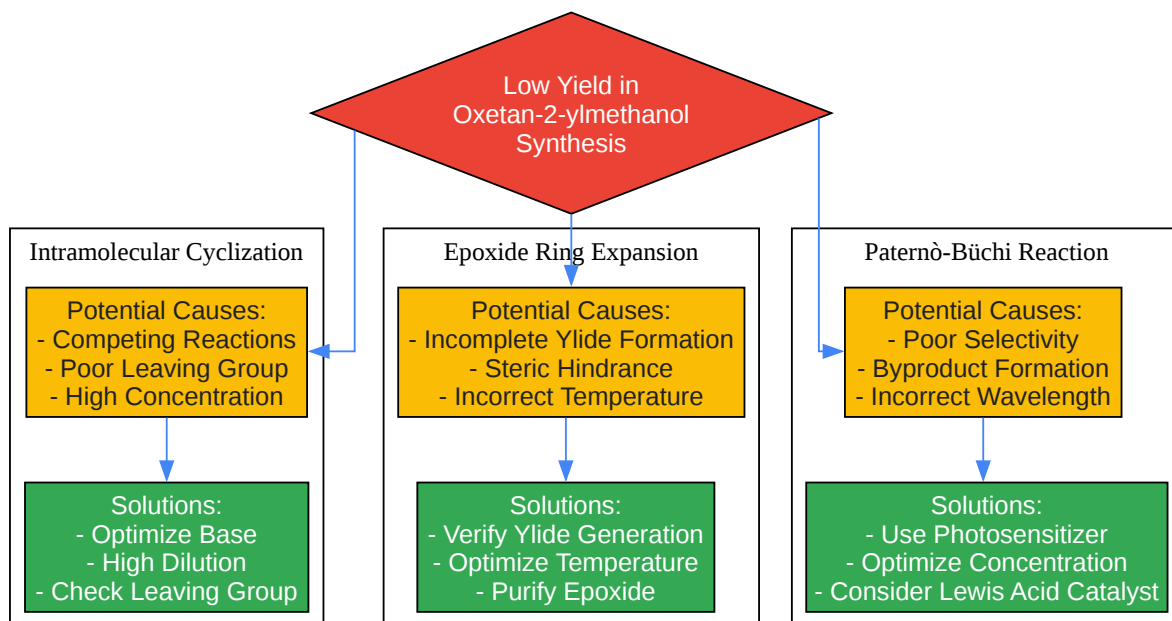 Low Yield in
Oxetan-2-ylmethanol
Synthesis
Intramolecular Cyclization
Potential Causes:
- Competing Reactions
- Poor Leaving Group
- High Concentration
Solutions:
- Optimize Base
- High Dilution
- Check Leaving Group
Epoxide Ring Expansion
Potential Causes:
- Incomplete Ylide Formation
- Steric Hindrance
- Incorrect Temperature
Solutions:
- Verify Ylide Generation
- Optimize Temperature
- Purify Epoxide
Paternò-Büchi Reaction
Potential Causes:
- Poor Selectivity
- Byproduct Formation
- Incorrect Wavelength
Solutions:
- Use Photosensitizer
- Optimize Concentration
- Consider Lewis Acid Catalyst